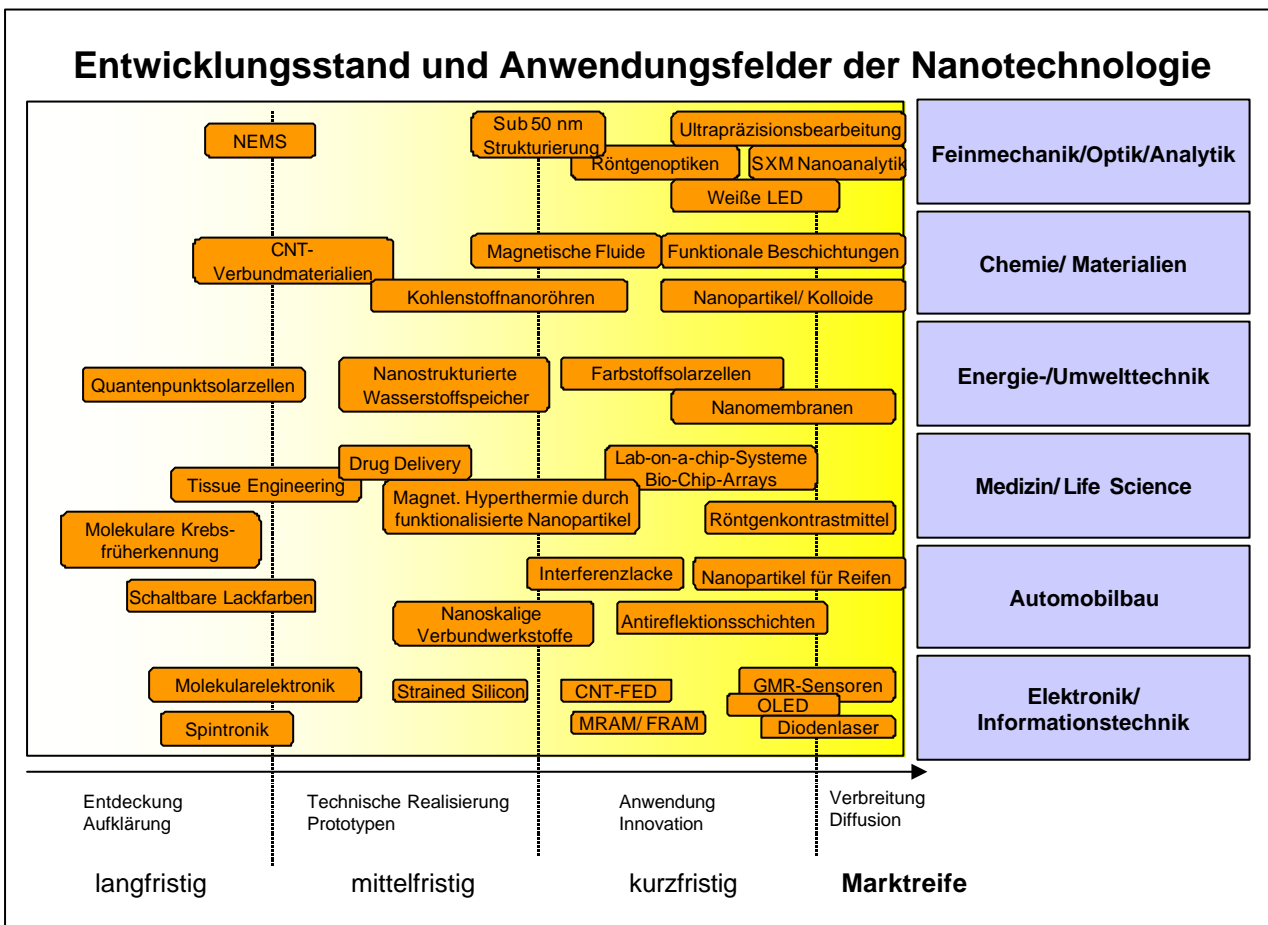 Entwicklungsstand und Anwendungsfelder der Nanotechnologie
NEMS
Sub 50 nm
Strukturierung
Ultrapräzisionsbearbeitung
Röntgenoptiken
SXM Nanoanalytik
Weiße LED
Feinmechanik/Optik/Analytik
CNT-
Verbundmaterialien
Magnetische Fluide
Funktionale Beschichtungen
Kohlenstoffnanoröhren
Nanopartikel/ Kolloide
Chemie/ Materialien
Quantenpunktsolarzellen
Nanostrukturierte
Wasserstoffspeicher
Farbstoffsolarzellen
Nanomembranen
Energie-/Umwelttechnik
Drug Delivery
Tissue Engineering
Lab-on-a-chip-Systeme
Bio-Chip-Arrays
Magnet. Hyperthermie durch
funktionalisierte Nanopartikel
Röntgenkontrastmittel
Molekulare Krebs-
früherkennung
Medizin/ Life Science
Interferenzlacke
Nanopartikel für Reifen
Schaltbare Lackfarben
Nanoskalige
Verbundwerkstoffe
Antireflektionsschichten
Automobilbau
Molekularelektronik
Strained Silicon
CNT-FED
GMR-Sensoren
OLED
Spintronik
MRAM/ FRAM
Diodenlaser
Elektronik/
Informationstechnik
Entdeckung
Aufklärung
Technische Realisierung
Prototypen
Anwendung
Innovation
Verbreitung
Diffusion
langfristig
mittelfristig
kurzfristig
Marktreife